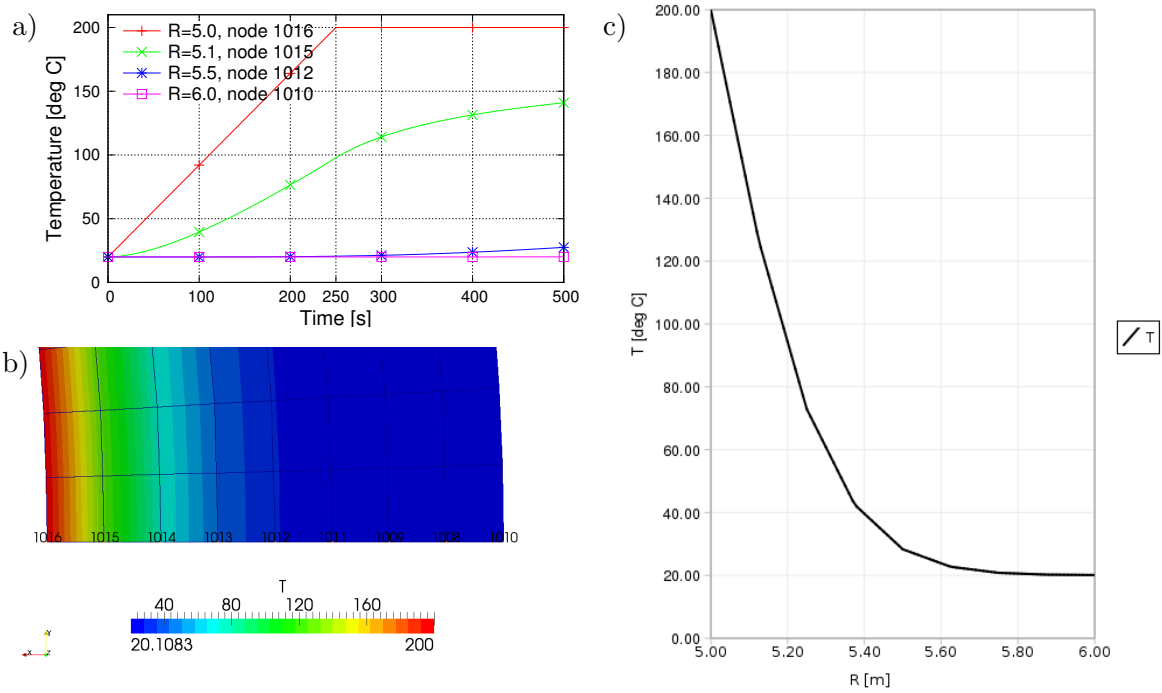 a)
R=5.0, node 1016
R=5.1, node 1015
R=5.5, node 1012
R=6.0, node 1010
Temperature [deg C]
200
150
100
50
0
0 100 200 250 300 400 500
Time [s]
b)
1016 1015 1014 1013 1012 1011 1009 1008 1010
T
40 80 120 160
20.1083 200
X Y Z
c)
T [deg C]
200.00
180.00
160.00
140.00
120.00
100.00
80.00
60.00
40.00
20.00
0.00
5.00 5.20 5.40 5.60 5.80 6.00
R [m]
T